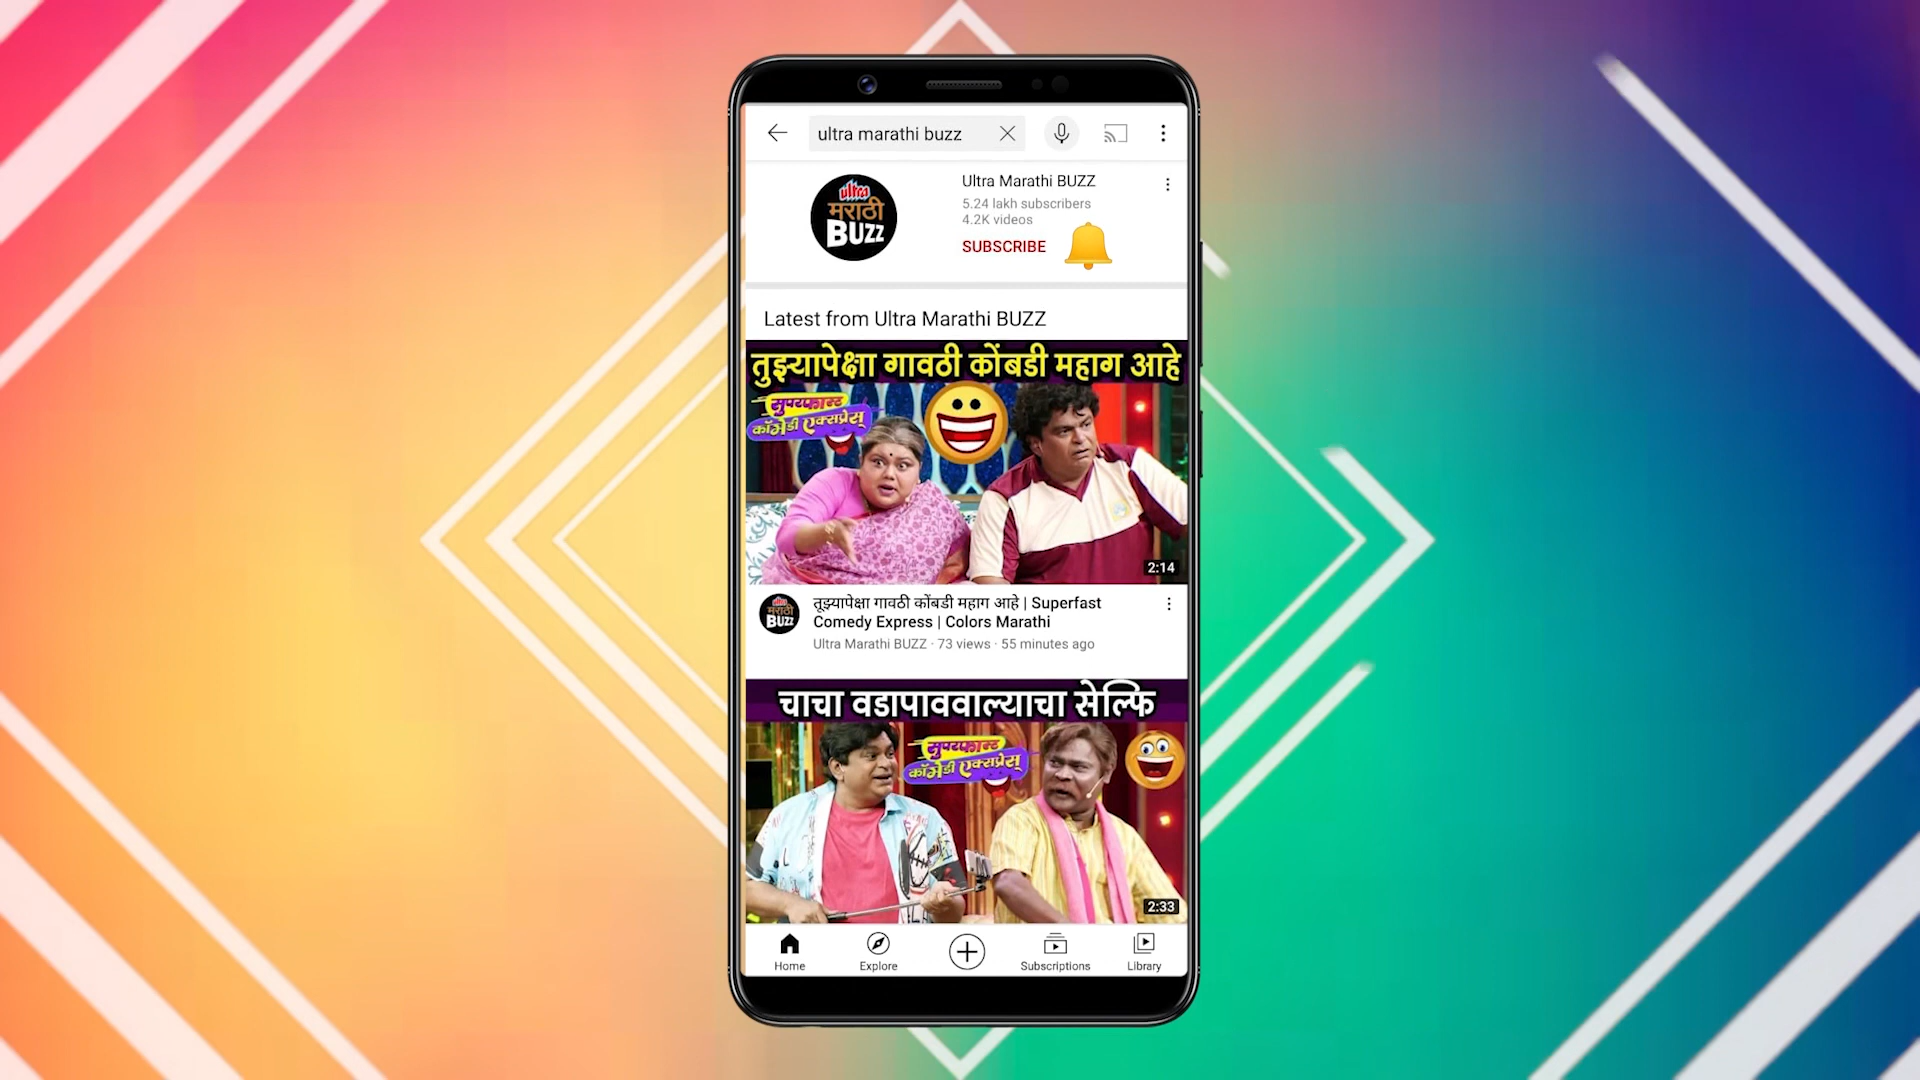 ultra marathi buzz
ultra
मराठी
BUZZ
Ultra Marathi BUZZ
5.24 lakh subscribers
4.2K videos
SUBSCRIBE
Latest from Ultra Marathi BUZZ
तुझ्यापेक्षा गावठी कोंबडी महाग आहे
सुपरफास्ट
कॉमेडी एक्सप्रेस्
2:14
ultra
मराठी
BUZZ
तूझ्यापेक्षा गावठी कोंबडी महाग आहे | Superfast
Comedy Express | Colors Marathi
Ultra Marathi BUZZ · 73 views · 55 minutes ago
चाचा वडापाववाल्याचा सेल्फि
सुपरफास्ट
कॉमेडी एक्सप्रेस्
2:33
Home
Explore
Subscriptions
Library